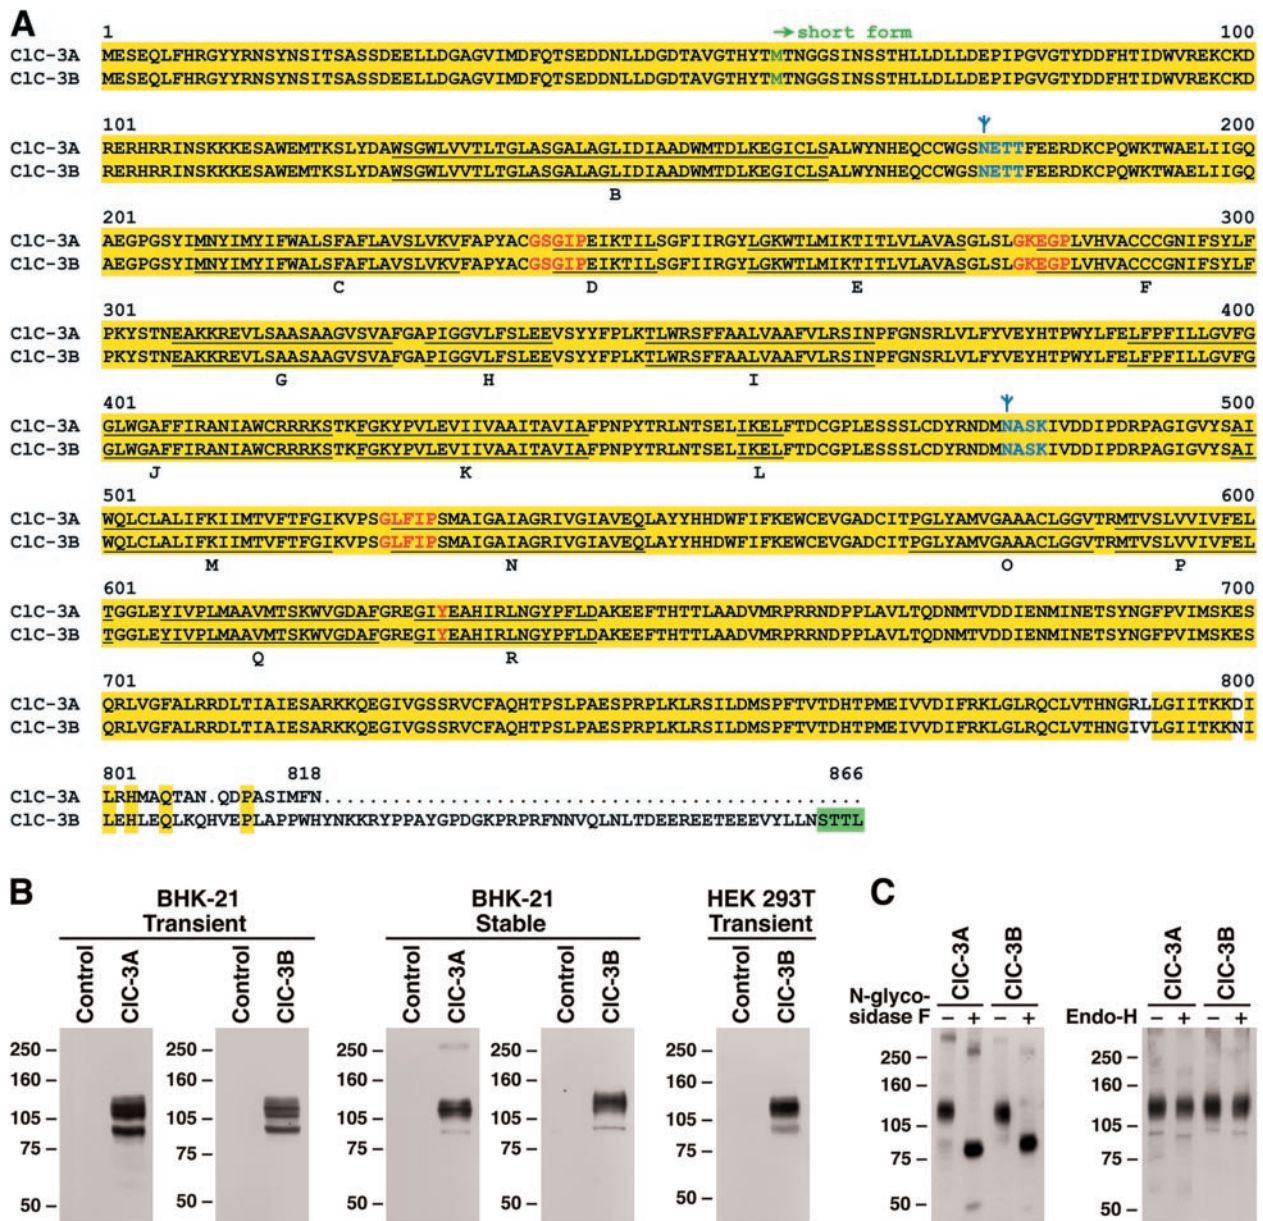 A
1 → short form 100
ClC-3A MESEQLFHRGYYRNSYNSITSASSDEELLDGAGVIMDFQTSEDDNLLDGDTAVGTHYTMTNGGSINSSTHLLDLLDEPIPGVGTYDDFHTIDWVREKCKD
ClC-3B MESEQLFHRGYYRNSYNSITSASSDEELLDGAGVIMDFQTSEDDNLLDGDTAVGTHYTMTNGGSINSSTHLLDLLDEPIPGVGTYDDFHTIDWVREKCKD
101 200
ClC-3A RERHRRINSKKKESAWEMTKSLYDAWSGWLVVTLTGLASGALAGLIDIAADWMTDLKEGICLSALWYNHEQCCWGSNETTFEERDKCPQWKTWAELIIGQ
ClC-3B RERHRRINSKKKESAWEMTKSLYDAWSGWLVVTLTGLASGALAGLIDIAADWMTDLKEGICLSALWYNHEQCCWGSNETTFEERDKCPQWKTWAELIIGQ
B
201 300
ClC-3A AEGPGSYIMNYIMYIFWALSFAFLAVSLVKVFAPYACGSGIPEIKTILSGFIIRGYLGKWTLMIKTITLVLAVASGLSLGKEGPLVHVACCCGNIFSYLF
ClC-3B AEGPGSYIMNYIMYIFWALSFAFLAVSLVKVFAPYACGSGIPEIKTILSGFIIRGYLGKWTLMIKTITLVLAVASGLSLGKEGPLVHVACCCGNIFSYLF
C D E F
301 400
ClC-3A PKYSTNEAKKREVLSAASAAGVSVAFGAPIGGVLFSLEEVSYYFPLKTLWRSFFAALVAAFVLRSINPFGNSRLVLFYVEYHTPWYLFELFPFILLGVFG
ClC-3B PKYSTNEAKKREVLSAASAAGVSVAFGAPIGGVLFSLEEVSYYFPLKTLWRSFFAALVAAFVLRSINPFGNSRLVLFYVEYHTPWYLFELFPFILLGVFG
G H I
401 500
ClC-3A GLWGAFFIRANIAWCRRRKSTKFGKYPVLEVIIVAAITAVIAFPNPYTRLNTSELIKELFTDCGPLESSSLCDYRNDMNASKIVDDIPDRPAGIGVYSAI
ClC-3B GLWGAFFIRANIAWCRRRKSTKFGKYPVLEVIIVAAITAVIAFPNPYTRLNTSELIKELFTDCGPLESSSLCDYRNDMNASKIVDDIPDRPAGIGVYSAI
J K L
501 600
ClC-3A WQLCLALIFKIIMTVFTFGIKVPSGLFIPSMAIGAIAGRIVGIAVEQLAYYHHDWFIFKEWCEVGADCITPGLYAMVGAAACLGGVTRMTVSLVVIVFEL
ClC-3B WQLCLALIFKIIMTVFTFGIKVPSGLFIPSMAIGAIAGRIVGIAVEQLAYYHHDWFIFKEWCEVGADCITPGLYAMVGAAACLGGVTRMTVSLVVIVFEL
M N O P
601 700
ClC-3A TGGLEYIVPLMAAVMTSKWVGDAFGREGIYEAHIRLNGYPFLDAKEEFTHTTLAADVMRPRRNDPPLAVLTQDNMTVDDIENMINETSYNGFPVIMSKES
ClC-3B TGGLEYIVPLMAAVMTSKWVGDAFGREGIYEAHIRLNGYPFLDAKEEFTHTTLAADVMRPRRNDPPLAVLTQDNMTVDDIENMINETSYNGFPVIMSKES
Q R
701 800
ClC-3A QRLVGFALRRDLTIAIESARKKQEGIVGSSRVCFAQHTPSLPAESPRPLKLRSILDMSPFTVTDHTPMEIVVDIFRKLGLRQCLVTHNGRLLGIITKKDI
ClC-3B QRLVGFALRRDLTIAIESARKKQEGIVGSSRVCFAQHTPSLPAESPRPLKLRSILDMSPFTVTDHTPMEIVVDIFRKLGLRQCLVTHNGIVLGIITKKNI
801 818 866
ClC-3A LRHMAQTAN.QDPASIMFN...............................................
ClC-3B LEHLEQLKQHVEPLAPPWHYNKKRYPPAYGPDGKPRPRFNNVQLNLTDEEREETEEEVYLLNSTTL
B
BHK-21
Transient
BHK-21
Stable
HEK 293T
Transient
Control
ClC-3A
Control
ClC-3B
Control
ClC-3A
Control
ClC-3B
Control
ClC-3B
250 –
160 –
105 –
75 –
50 –
250 –
160 –
105 –
75 –
50 –
250 –
160 –
105 –
75 –
50 –
250 –
160 –
105 –
75 –
50 –
250 –
160 –
105 –
75 –
50 –
C
ClC-3A
ClC-3B
N-glyco-
sidase F – + – +
250 –
160 –
105 –
75 –
50 –
ClC-3A
ClC-3B
Endo-H – + – +
250 –
160 –
105 –
75 –
50 –